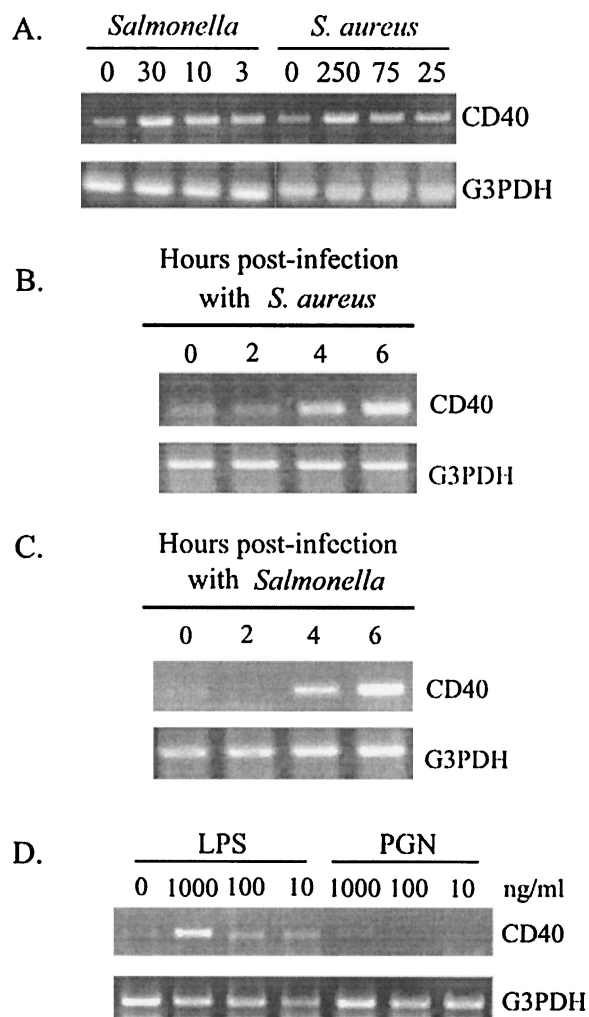 A.
Salmonella S. aureus
0 30 10 3 0 250 75 25
CD40
G3PDH
B.
Hours post-infection
with S. aureus
0 2 4 6
CD40
G3PDH
C.
Hours post-infection
with Salmonella
0 2 4 6
CD40
G3PDH
D.
LPS PGN
0 1000 100 10 1000 100 10 ng/ml
CD40
G3PDH